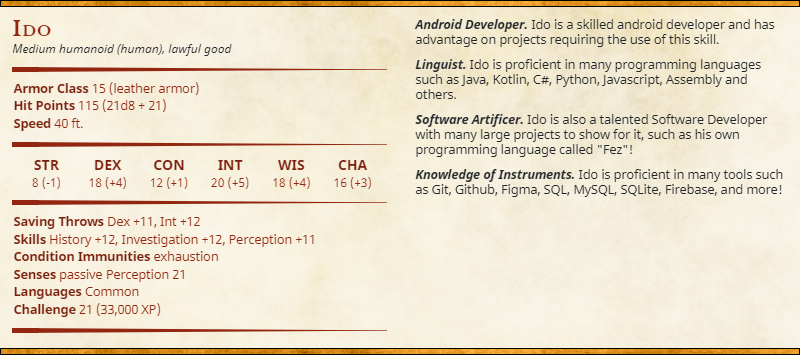 Ido
Medium humanoid (human), lawful good
Armor Class 15 (leather armor)
Hit Points 115 (21d8 + 21)
Speed 40 ft.
STR DEX CON INT WIS CHA
8 (-1) 18 (+4) 12 (+1) 20 (+5) 18 (+4) 16 (+3)
Saving Throws Dex +11, Int +12
Skills History +12, Investigation +12, Perception +11
Condition Immunities exhaustion
Senses passive Perception 21
Languages Common
Challenge 21 (33,000 XP)
Android Developer. Ido is a skilled android developer and has
advantage on projects requiring the use of this skill.
Linguist. Ido is proficient in many programming languages
such as Java, Kotlin, C#, Python, Javascript, Assembly and
others.
Software Artificer. Ido is also a talented Software Developer
with many large projects to show for it, such as his own
programming language called "Fez"!
Knowledge of Instruments. Ido is proficient in many tools such
as Git, Github, Figma, SQL, MySQL, SQLite, Firebase, and more!